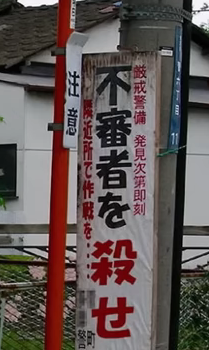 注意
厳戒警備 発見次第即刻
不審者を殺せ
隣近所で作戦を…